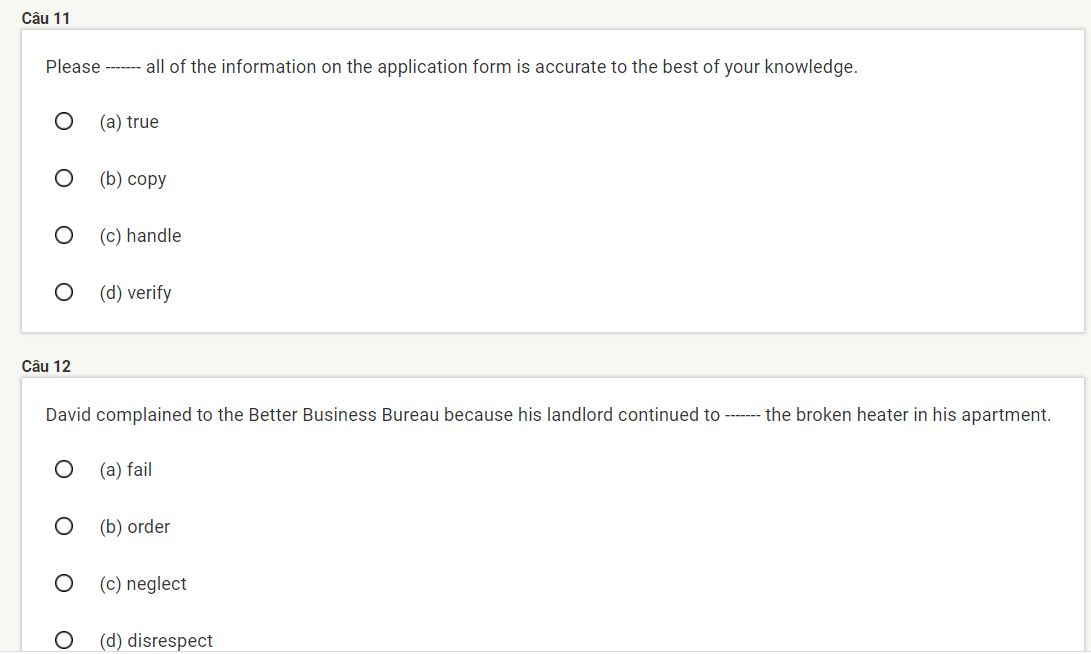 Câu 11
Please ------- all of the information on the application form is accurate to the best of your knowledge.
(a) true
(b) copy
(c) handle
(d) verify
Câu 12
David complained to the Better Business Bureau because his landlord continued to ------- the broken heater in his apartment.
(a) fail
(b) order
(c) neglect
(d) disrespect